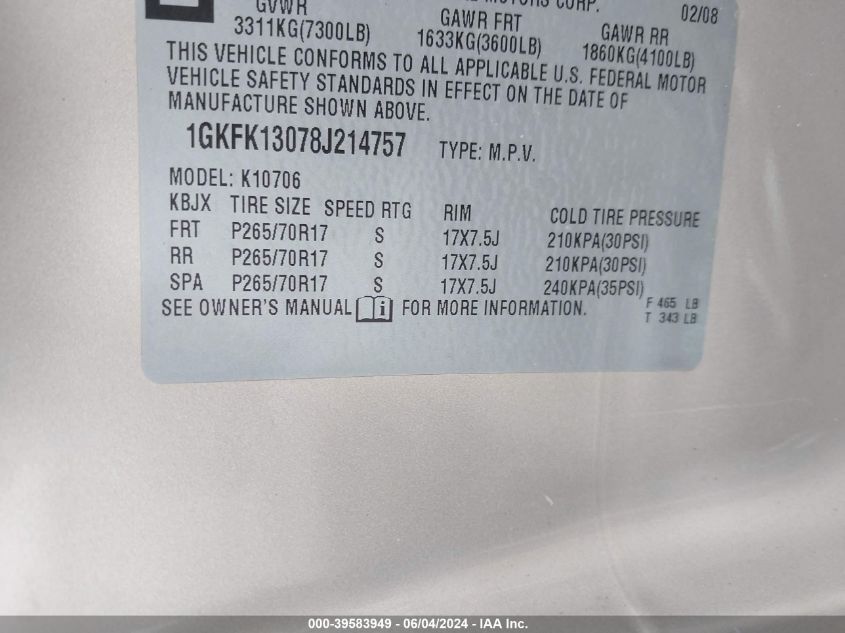 MOTORS CORP. 02/08
GVWR GAWR FRT GAWR RR
3311KG(7300LB) 1633KG(3600LB) 1860KG(4100LB)
THIS VEHICLE CONFORMS TO ALL APPLICABLE U.S. FEDERAL MOTOR
VEHICLE SAFETY STANDARDS IN EFFECT ON THE DATE OF
MANUFACTURE SHOWN ABOVE.
1GKFK13078J214757 TYPE: M.P.V.
MODEL: K10706
KBJX TIRE SIZE SPEED RTG RIM COLD TIRE PRESSURE
FRT P265/70R17 S 17X7.5J 210KPA(30PSI)
RR P265/70R17 S 17X7.5J 210KPA(30PSI)
SPA P265/70R17 S 17X7.5J 240KPA(35PSI)
SEE OWNER'S MANUAL i FOR MORE INFORMATION.
F 465 LB
T 343 LB
000-39583949 - 06/04/2024 - IAA Inc.